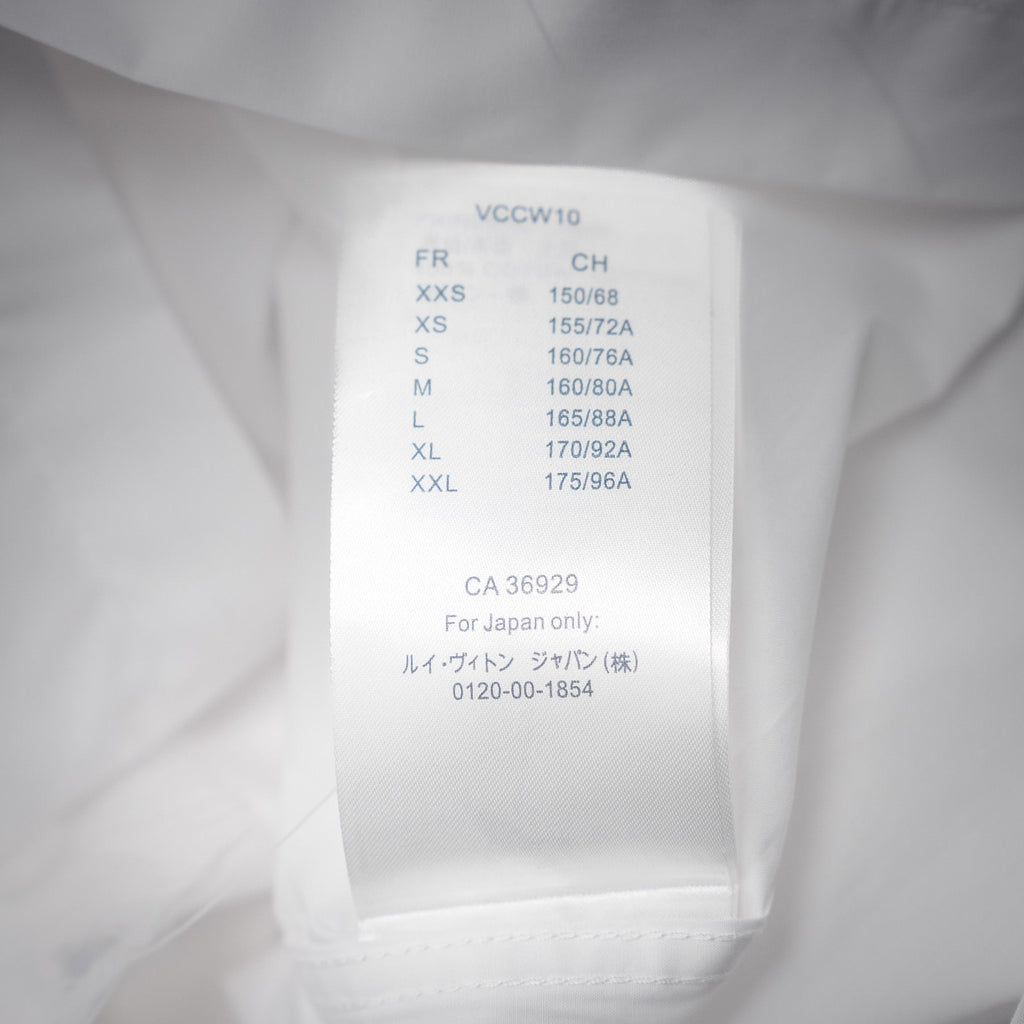 VCCW10
FR CH
XXS 150/68
XS 155/72A
S 160/76A
M 160/80A
L 165/88A
XL 170/92A
XXL 175/96A
CA 36929
For Japan only:
ルイ・ヴィトン ジャパン(株)
0120-00-1854